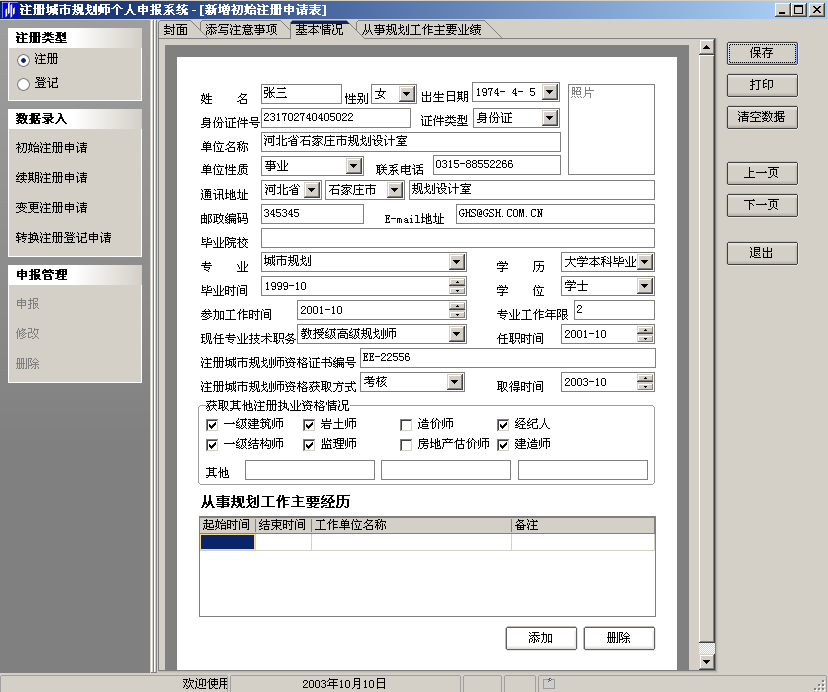 注册城市规划师个人申报系统 - [新增初始注册申请表]
注册类型
注册
登记
数据录入
初始注册申请
续期注册申请
变更注册申请
转换注册登记申请
申报管理
申报
修改
删除
封面 添写注意事项 基本情况 从事规划工作主要业绩
姓 名 张三 性别 女 出生日期 1974- 4- 5 照片
身份证件号 231702740405022 证件类型 身份证
单位名称 河北省石家庄市规划设计室
单位性质 事业 联系电话 0315-88552266
通讯地址 河北省 石家庄市 规划设计室
邮政编码 345345 E-mail地址 GHS@GSH.COM.CN
毕业院校
专 业 城市规划 学 历 大学本科毕业
毕业时间 1999-10 学 位 学士
参加工作时间 2001-10 专业工作年限 2
现任专业技术职务 教授级高级规划师 任职时间 2001-10
注册城市规划师资格证书编号 EE-22556
注册城市规划师资格获取方式 考核 取得时间 2003-10
获取其他注册执业资格情况
一级建筑师 岩土师 造价师 经纪人
一级结构师 监理师 房地产估价师 建造师
其他
从事规划工作主要经历
起始时间 结束时间 工作单位名称 备注
添加 删除
保存
打印
清空数据
上一页
下一页
退出
欢迎使用 2003年10月10日